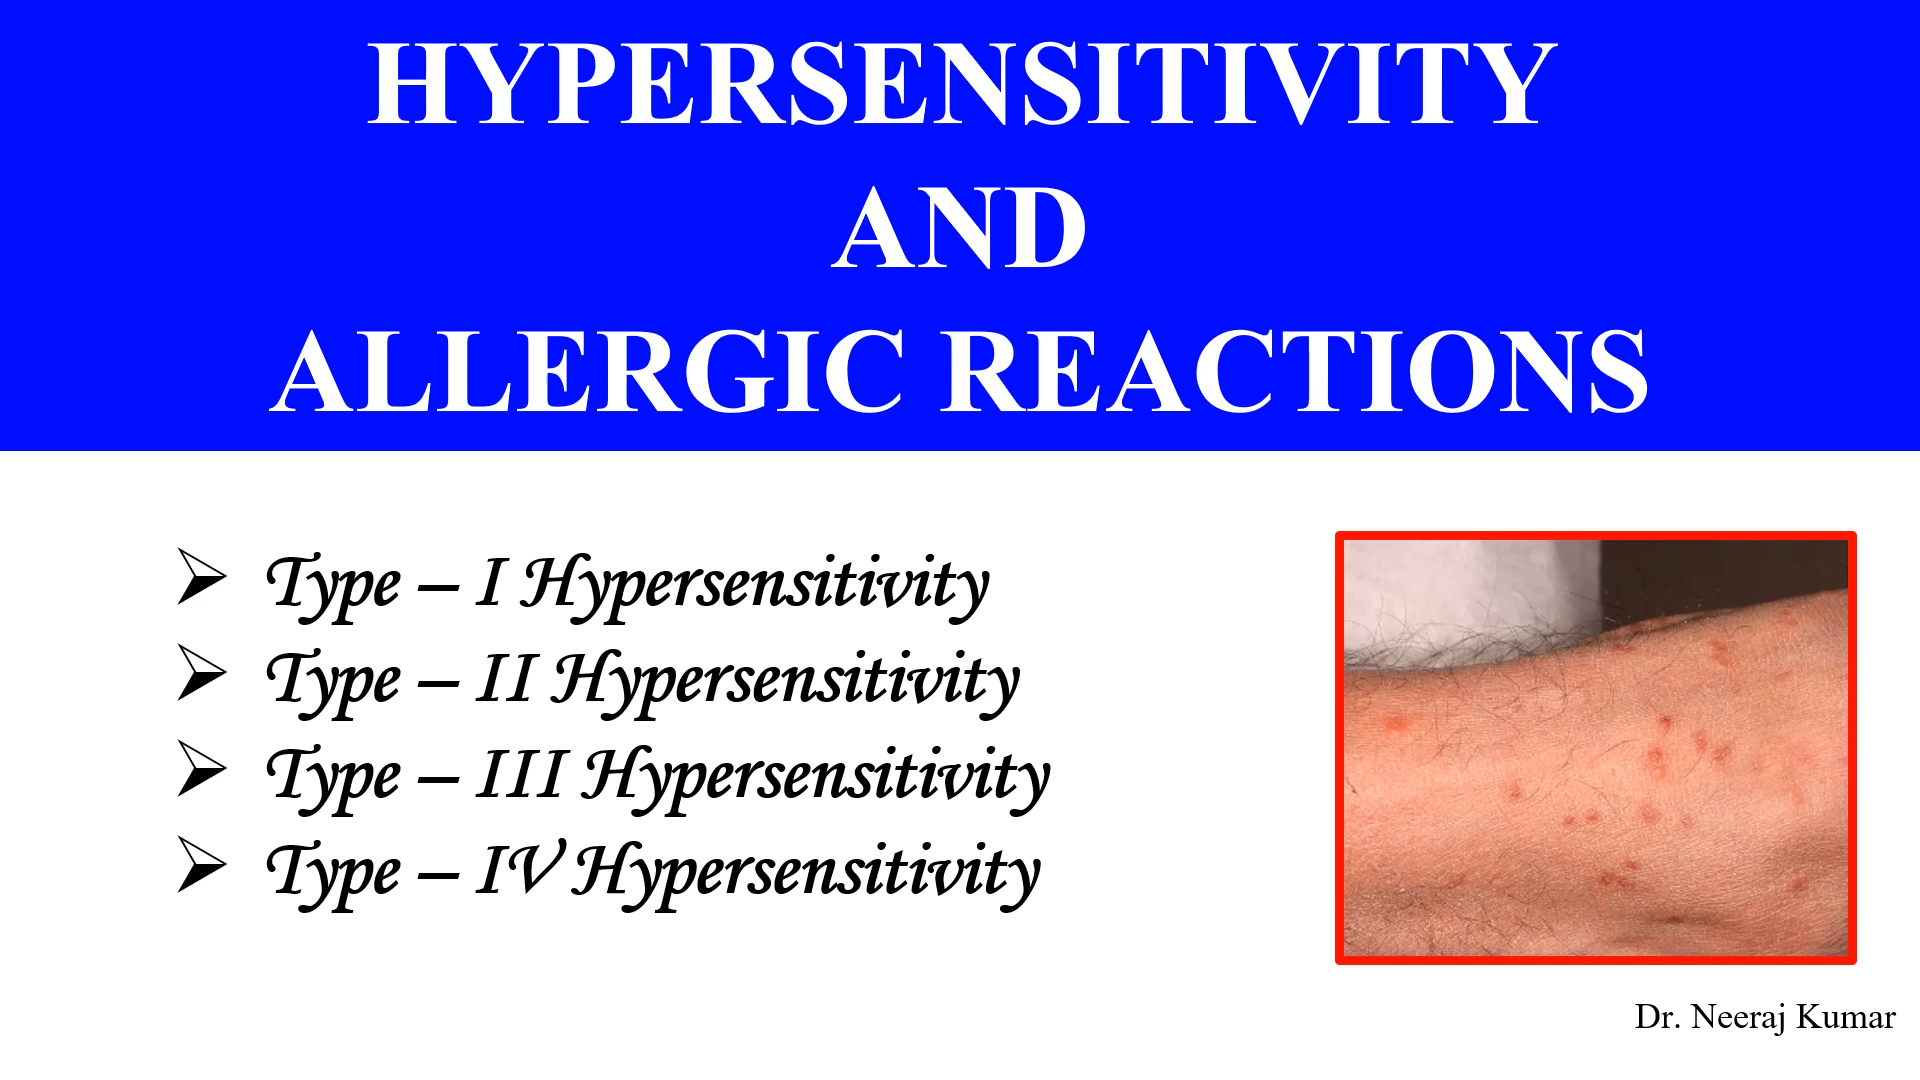 HYPERSENSITIVITY
AND
ALLERGIC REACTIONS
Type – I Hypersensitivity
Type – II Hypersensitivity
Type – III Hypersensitivity
Type – IV Hypersensitivity
Dr. Neeraj Kumar